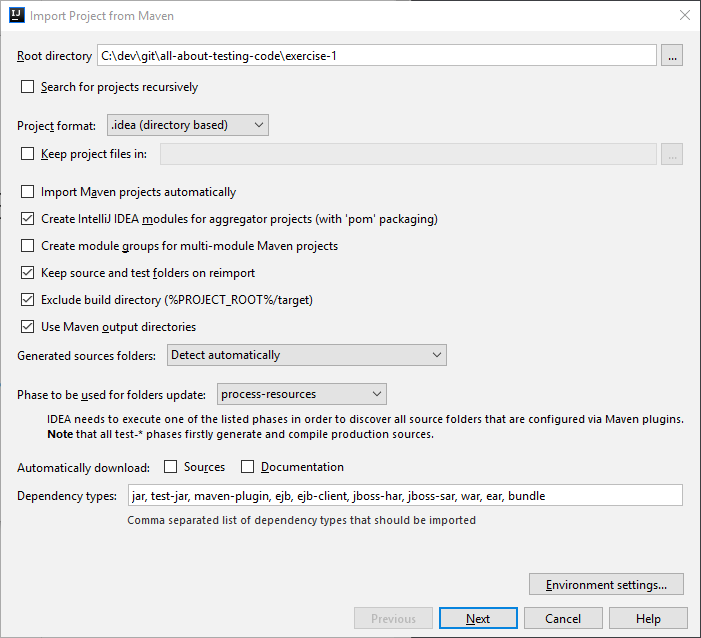 IJ Import Project from Maven
Root directory C:\dev\git\all-about-testing-code\exercise-1 ...
Search for projects recursively
Project format: .idea (directory based)
Keep project files in: ...
Import Maven projects automatically
Create IntelliJ IDEA modules for aggregator projects (with 'pom' packaging)
Create module groups for multi-module Maven projects
Keep source and test folders on reimport
Exclude build directory (%PROJECT_ROOT%/target)
Use Maven output directories
Generated sources folders: Detect automatically
Phase to be used for folders update: process-resources
IDEA needs to execute one of the listed phases in order to discover all source folders that are configured via Maven plugins.
Note that all test-* phases firstly generate and compile production sources.
Automatically download: Sources Documentation
Dependency types: jar, test-jar, maven-plugin, ejb, ejb-client, jboss-har, jboss-sar, war, ear, bundle
Comma separated list of dependency types that should be imported
Environment settings...
Previous Next Cancel Help